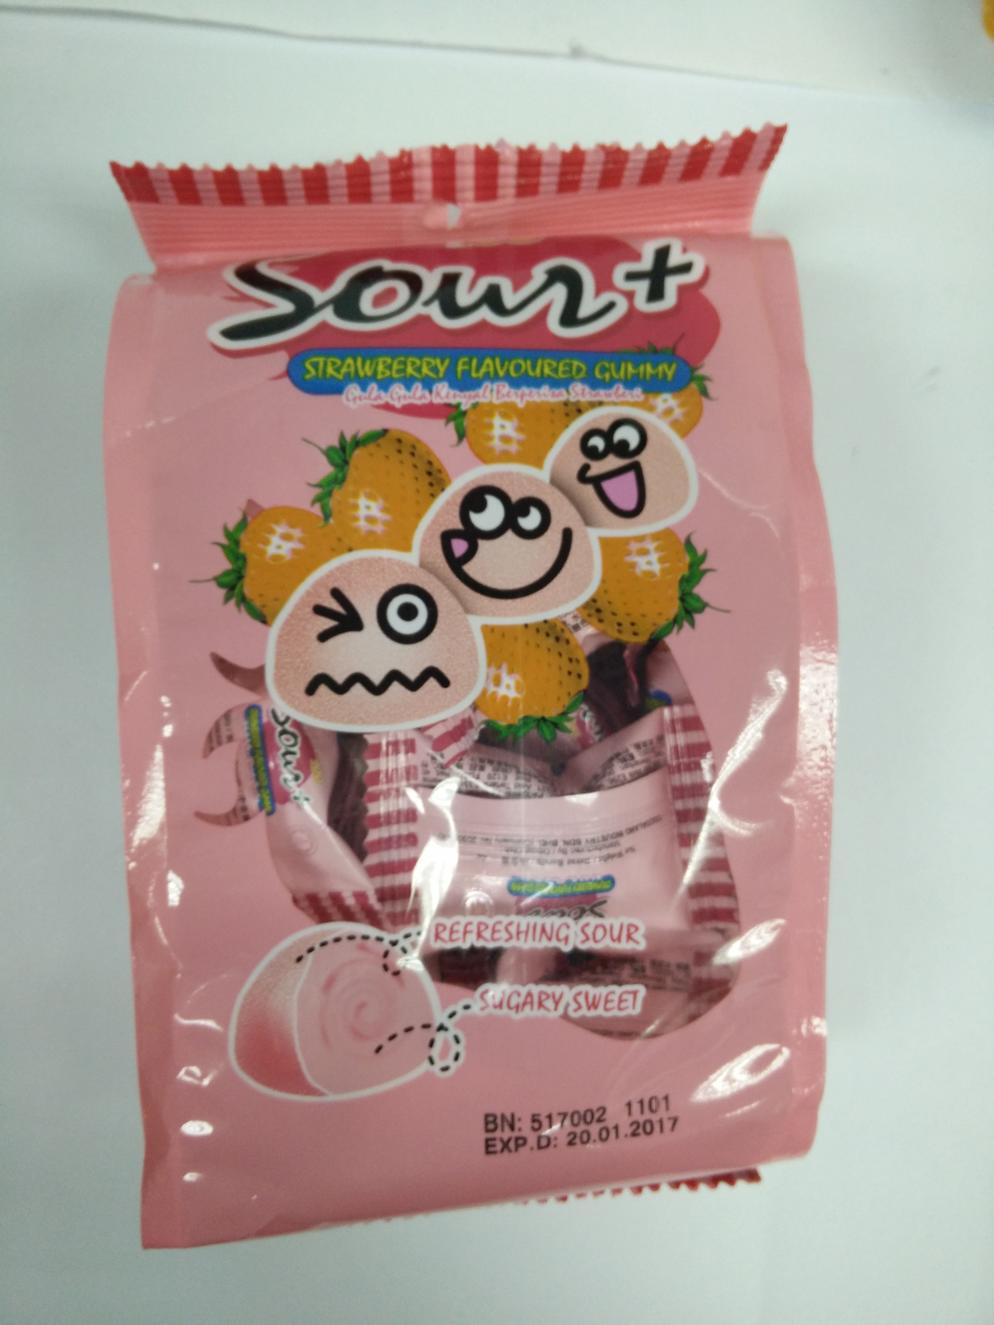 Sour+
STRAWBERRY FLAVOURED GUMMY
Gula-Gula Kenyal Berperisa Strawberi
Sour+
REFRESHING SOUR
SUGARY SWEET
BN: 517002 1101
EXP.D: 20.01.2017